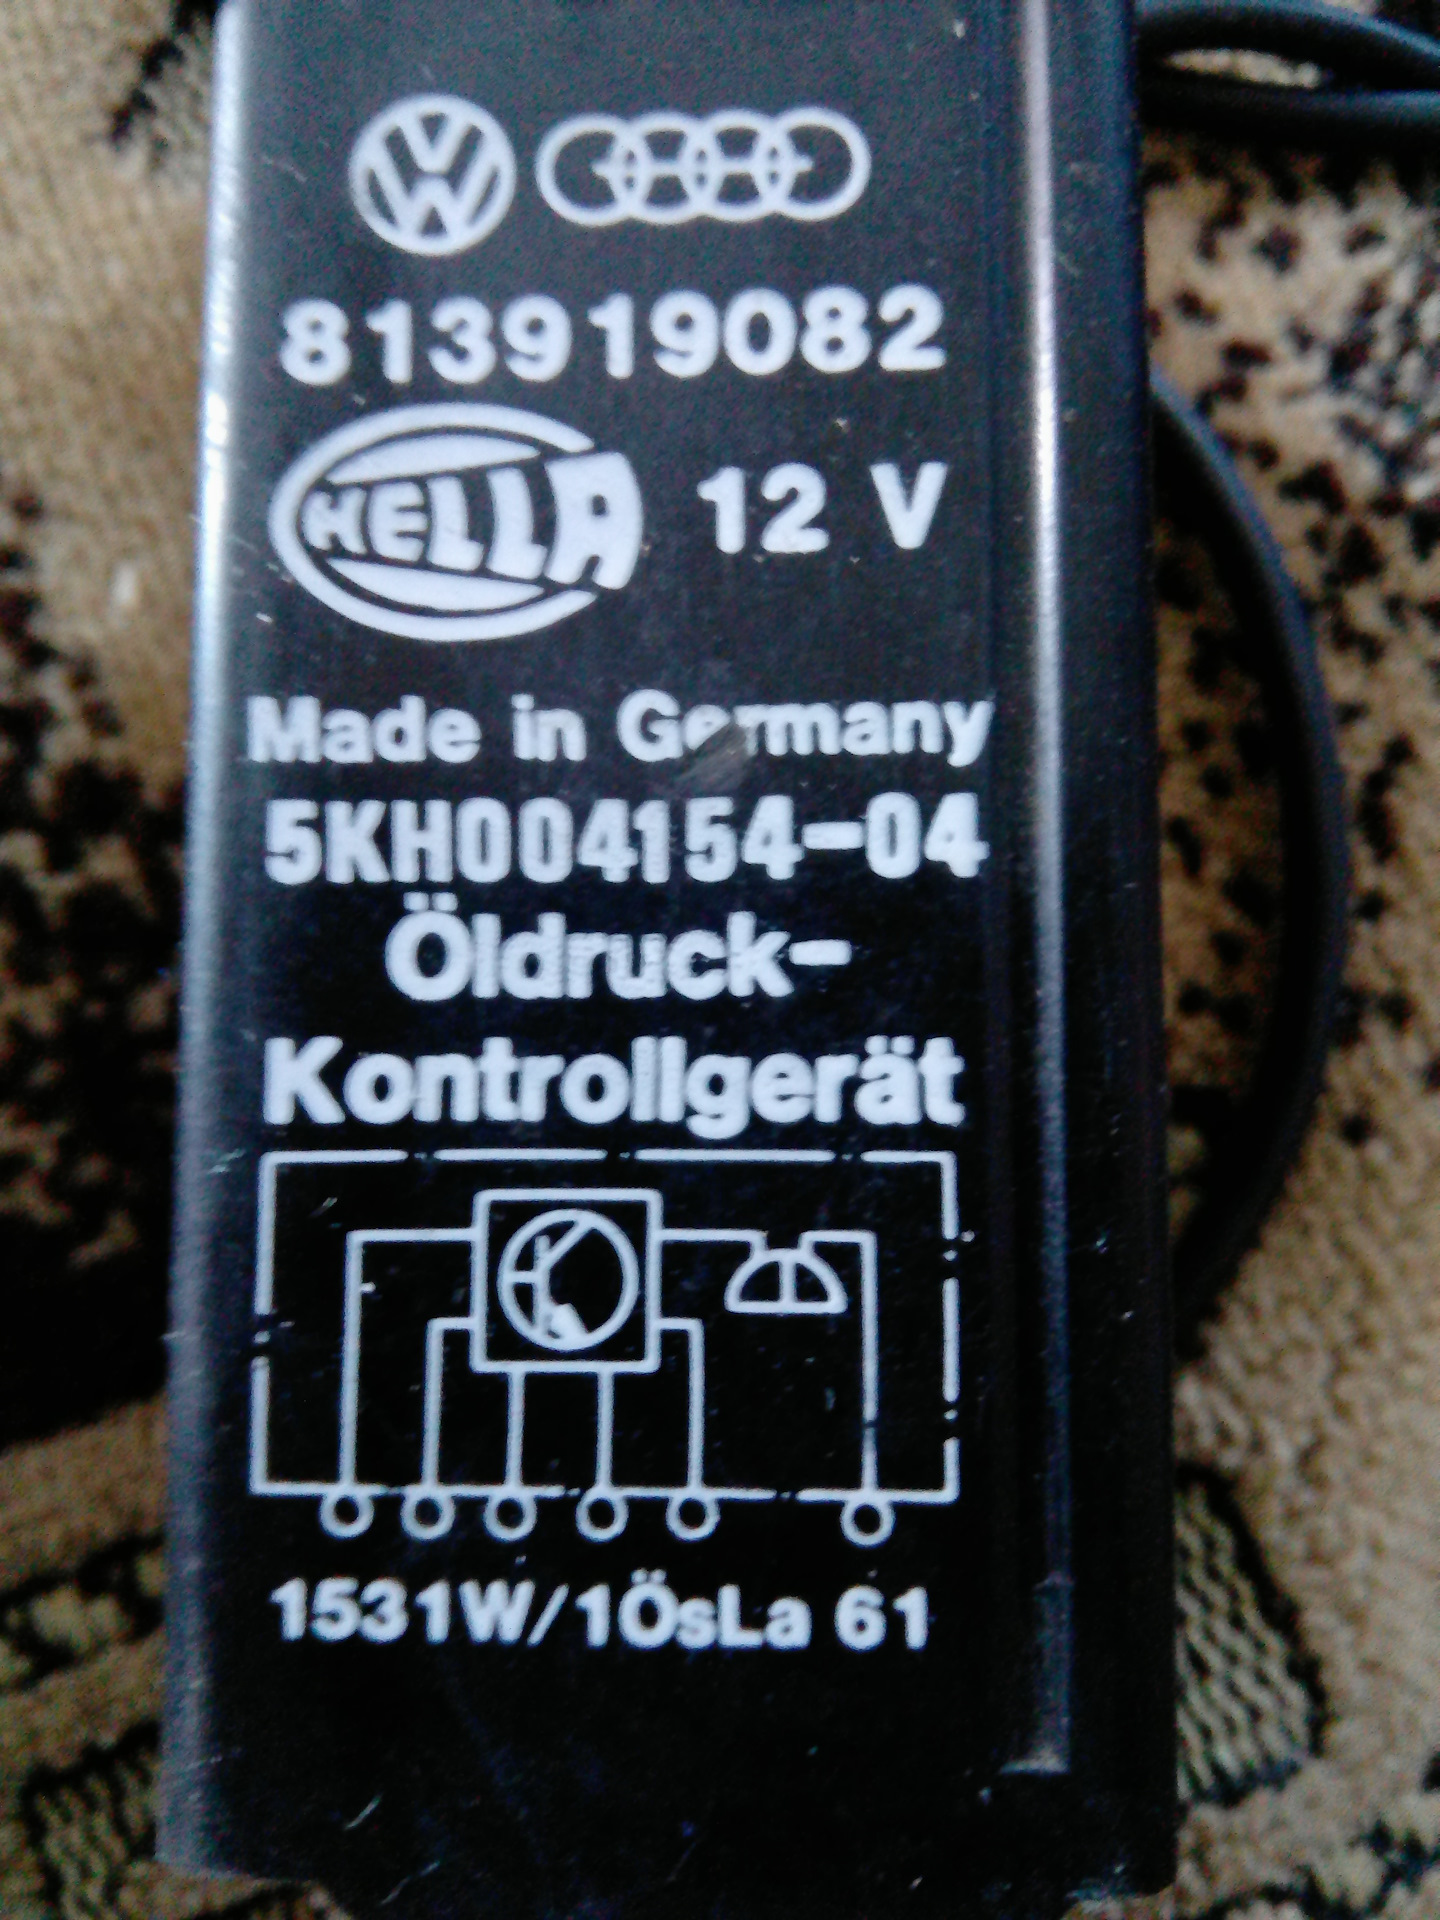 813919082
HELLA 12 V
Made in Germany
5KH004154-04
Öldruck-
Kontrollgerät
1531W/1ÖsLa 61